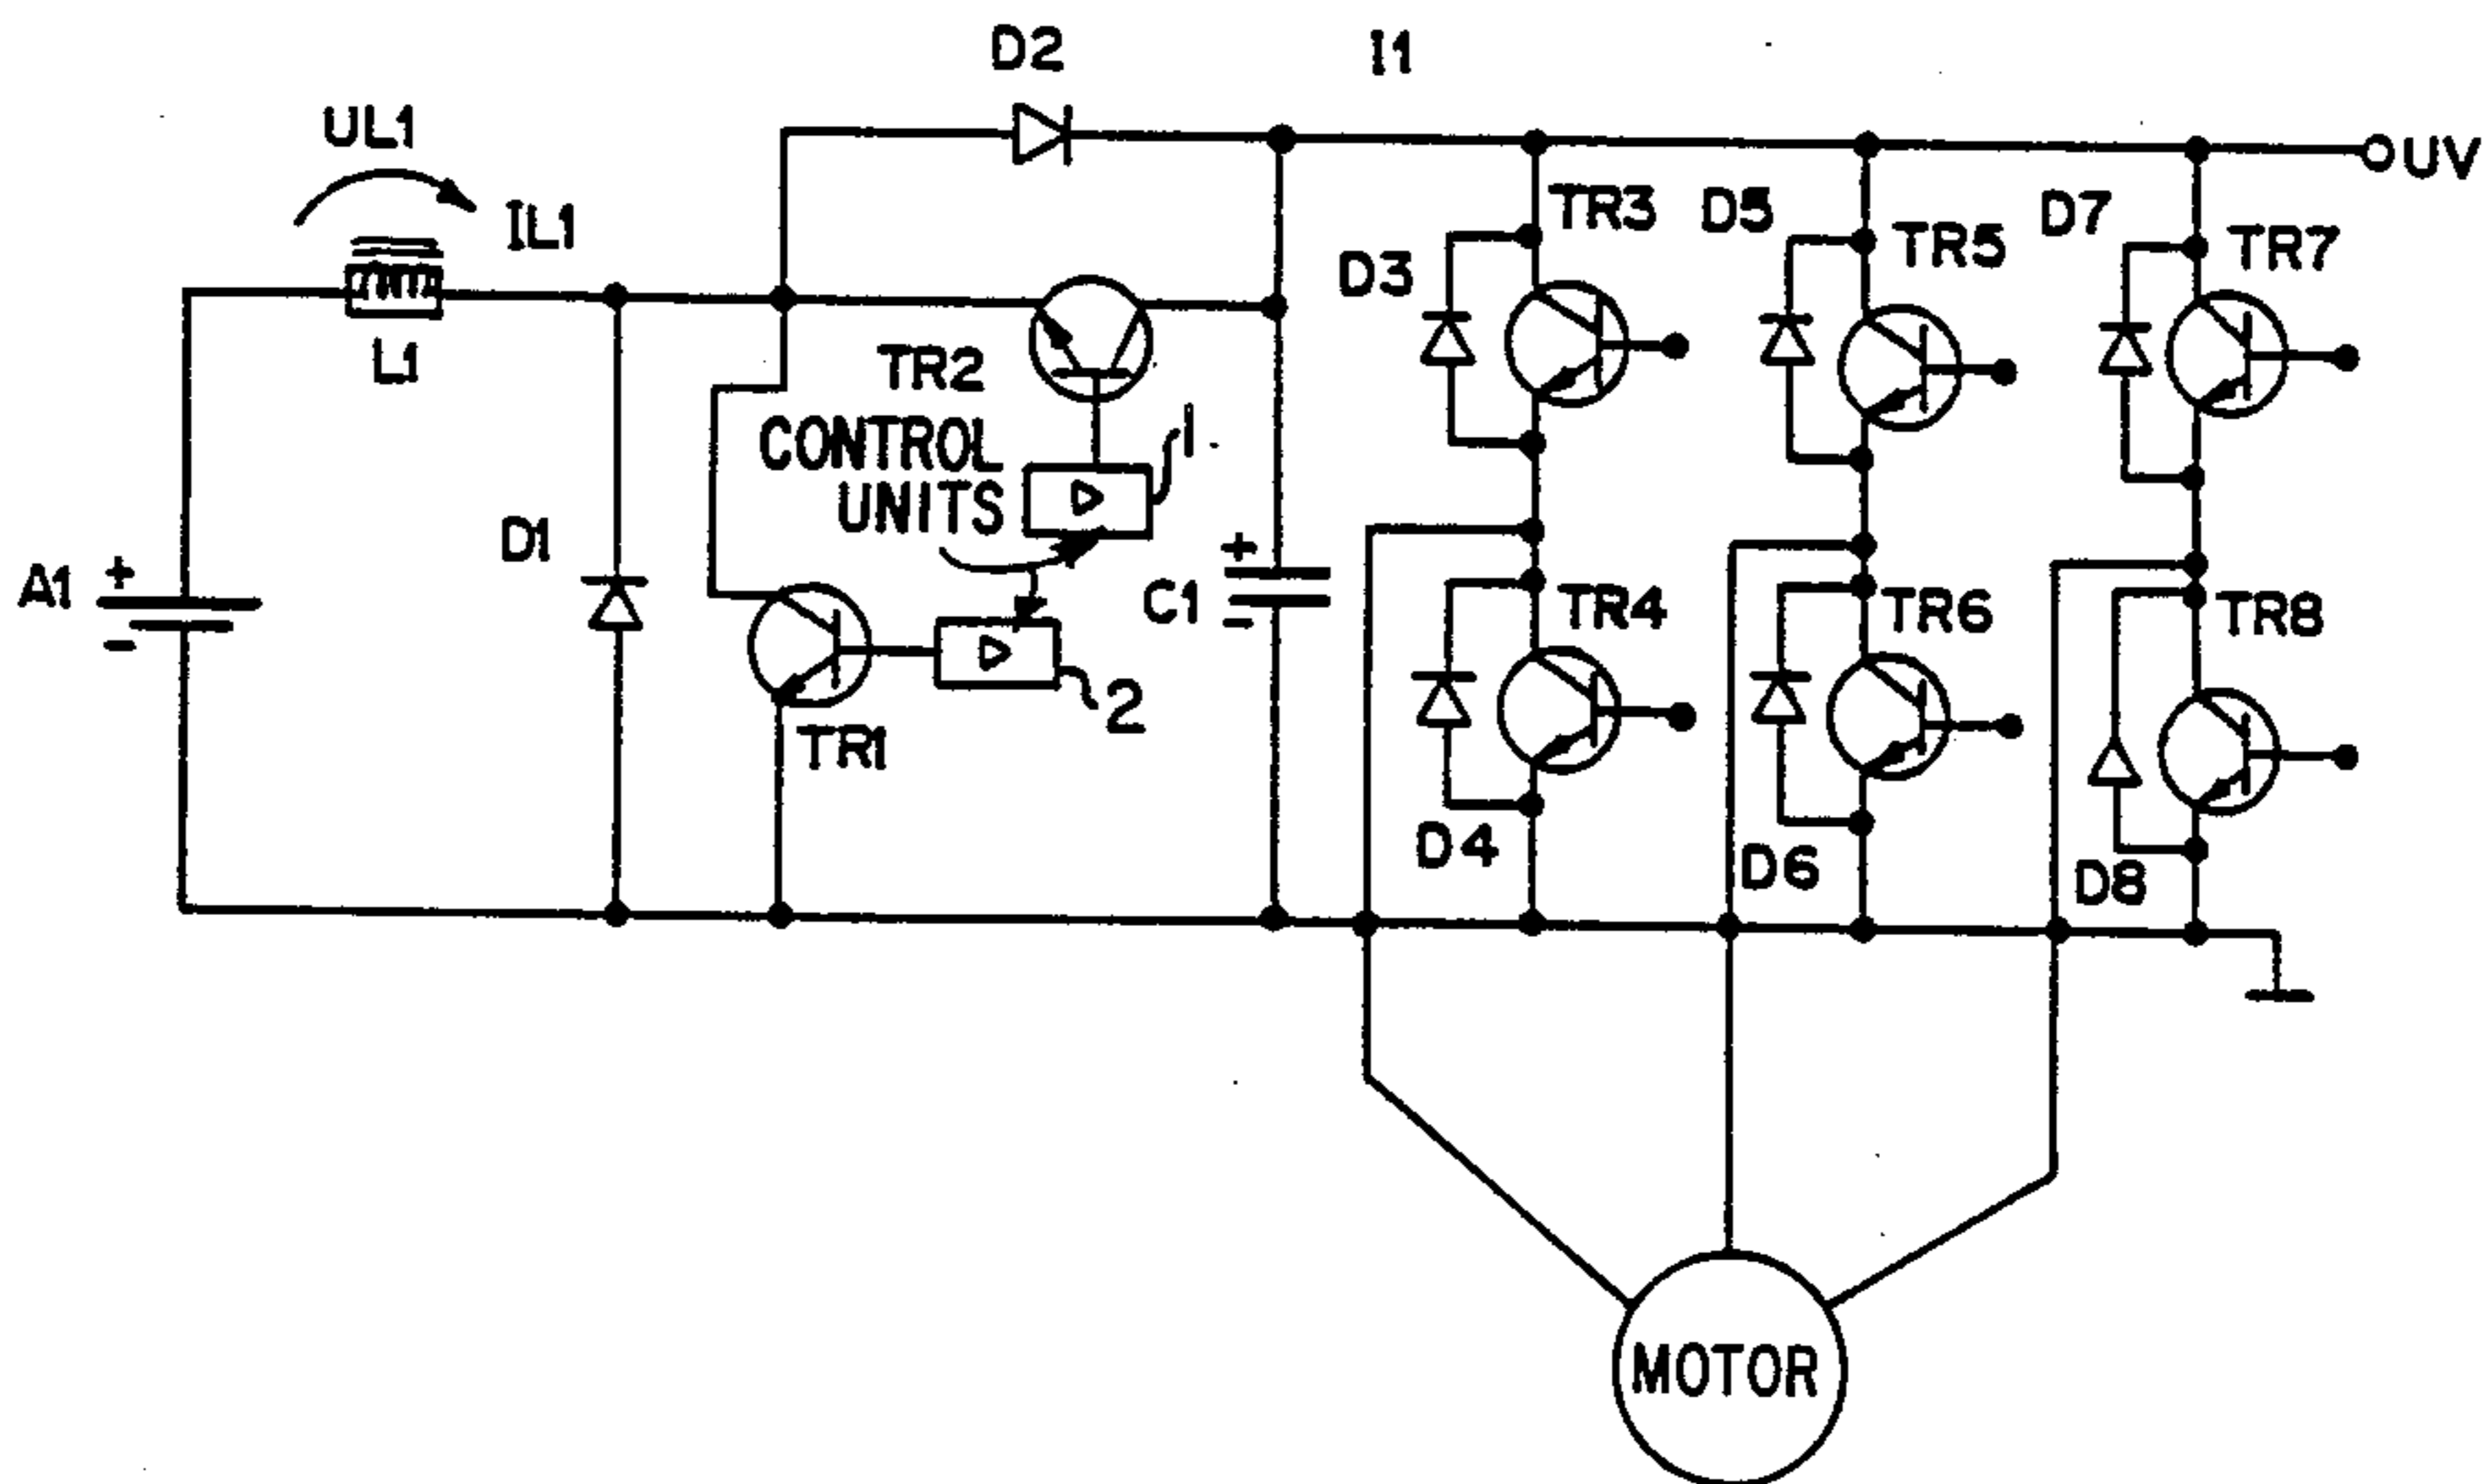 D2
I1
UL1
UV
IL1
TR3
D5
D7
TR5
TR7
D3
L1
TR2
CONTROL
UNITS
1
D1
A1
+
-
+
C1
-
TR4
TR6
TR8
2
TR1
D4
D6
D8
MOTOR